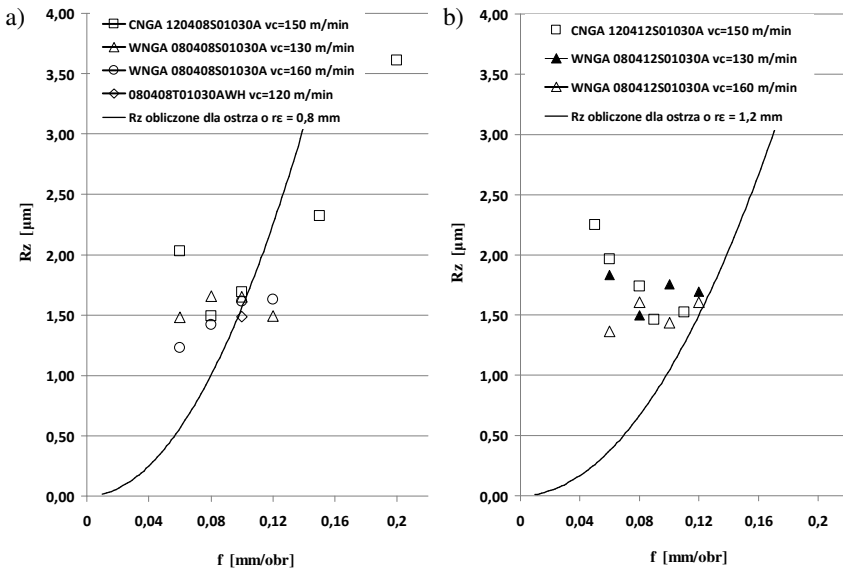 a)
4,00
3,50
3,00
2,50
2,00
1,50
1,00
0,50
0,00
Rz [µm]
CNGA 120408S01030A vc=150 m/min
WNGA 080408S01030A vc=130 m/min
WNGA 080408S01030A vc=160 m/min
080408T01030AWH vc=120 m/min
Rz obliczone dla ostrza o rε = 0,8 mm
0 0,04 0,08 0,12 0,16 0,2
f [mm/obr]
b)
4,00
3,50
3,00
2,50
2,00
1,50
1,00
0,50
0,00
Rz [µm]
CNGA 120412S01030A vc=150 m/min
WNGA 080412S01030A vc=130 m/min
WNGA 080412S01030A vc=160 m/min
Rz obliczone dla ostrza o rε = 1,2 mm
0 0,04 0,08 0,12 0,16 0,2
f [mm/obr]